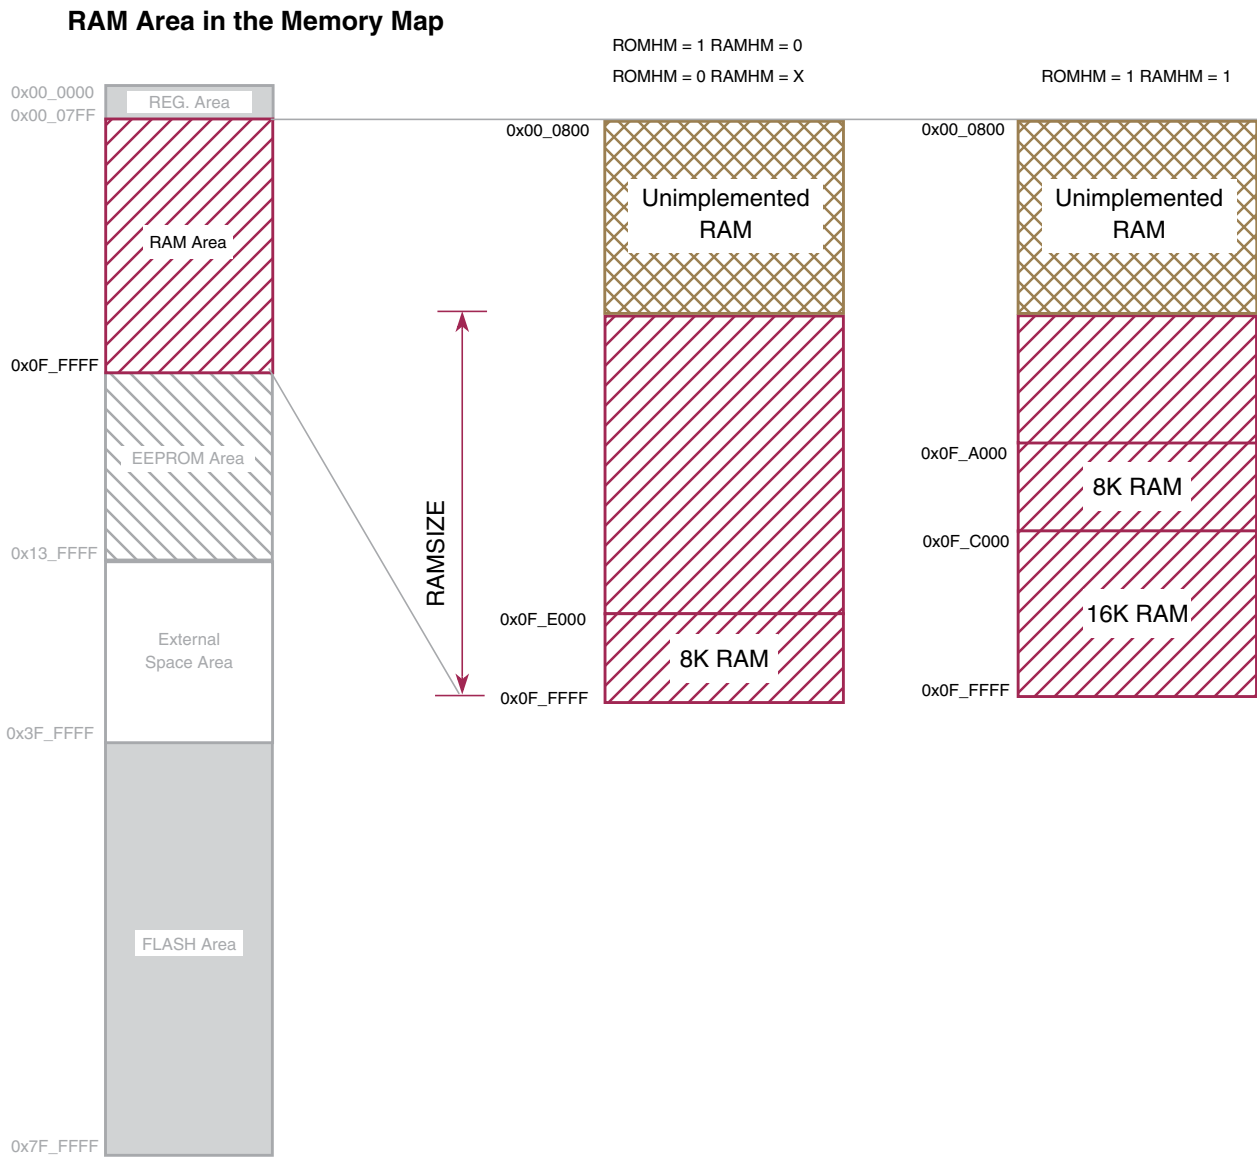 RAM Area in the Memory Map
ROMHM = 1 RAMHM = 0
ROMHM = 0 RAMHM = X
ROMHM = 1 RAMHM = 1
0x00_0000
REG. Area
0x00_07FF
RAM Area
0x0F_FFFF
EEPROM Area
0x13_FFFF
External
Space Area
0x3F_FFFF
FLASH Area
0x7F_FFFF
RAMSIZE
0x00_0800
Unimplemented
RAM
0x0F_E000
8K RAM
0x0F_FFFF
0x00_0800
Unimplemented
RAM
0x0F_A000
8K RAM
0x0F_C000
16K RAM
0x0F_FFFF